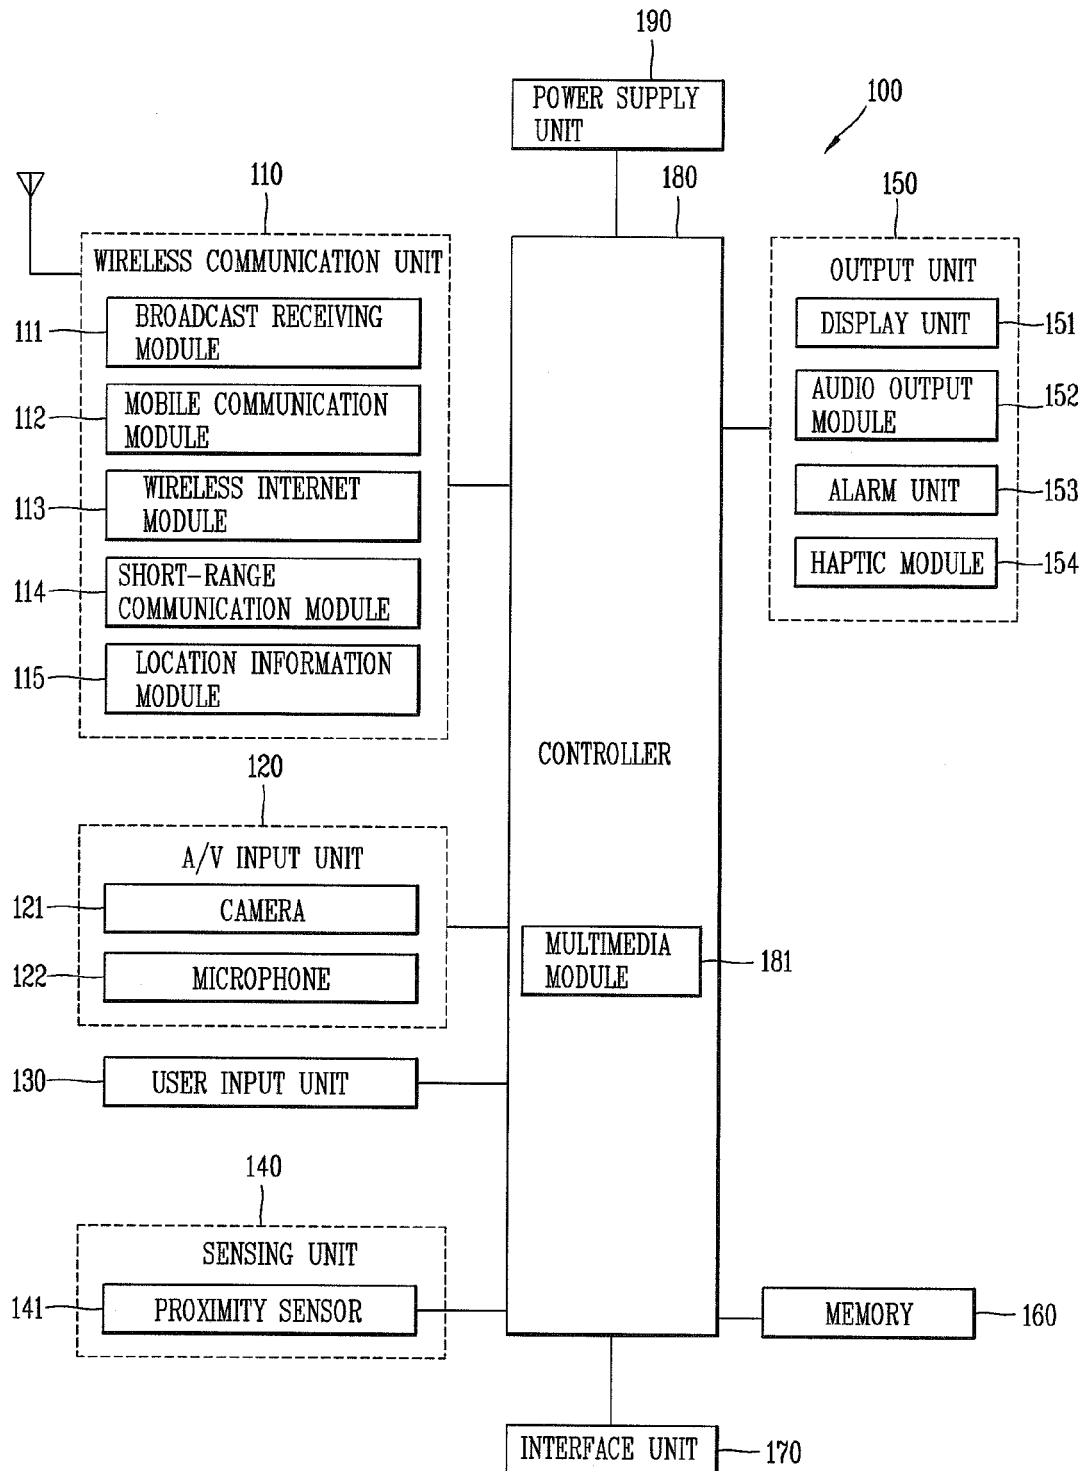 190
POWER SUPPLY
UNIT
100
110
180
150
WIRELESS COMMUNICATION UNIT
111
BROADCAST RECEIVING
MODULE
112
MOBILE COMMUNICATION
MODULE
113
WIRELESS INTERNET
MODULE
114
SHORT-RANGE
COMMUNICATION MODULE
115
LOCATION INFORMATION
MODULE
OUTPUT UNIT
DISPLAY UNIT
151
AUDIO OUTPUT
MODULE
152
ALARM UNIT
153
HAPTIC MODULE
154
CONTROLLER
120
A/V INPUT UNIT
121
CAMERA
122
MICROPHONE
MULTIMEDIA
MODULE
181
130
USER INPUT UNIT
140
SENSING UNIT
141
PROXIMITY SENSOR
MEMORY
160
INTERFACE UNIT
170